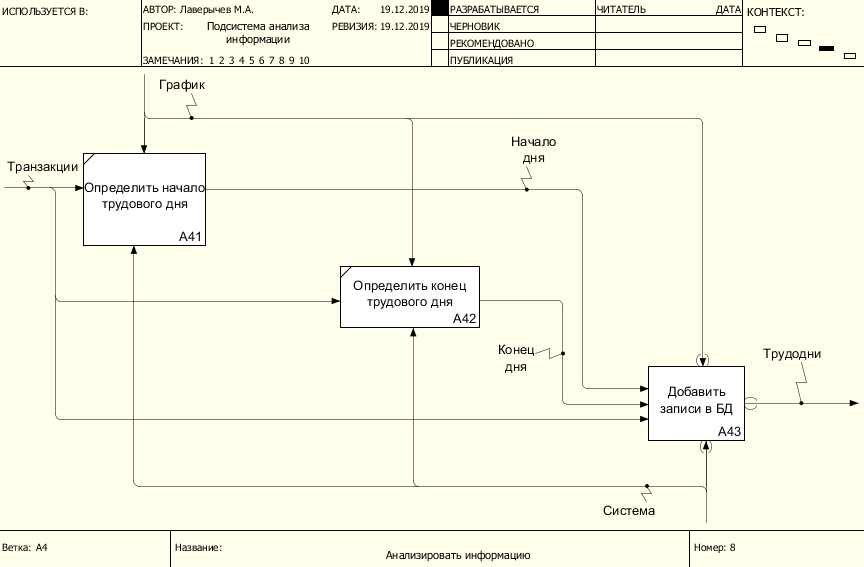 ИСПОЛЬЗУЕТСЯ В:
АВТОР: Лаверычев М.А.
ДАТА: 19.12.2019
ПРОЕКТ: Подсистема анализа
информации
РЕВИЗИЯ: 19.12.2019
ЗАМЕЧАНИЯ: 1 2 3 4 5 6 7 8 9 10
РАЗРАБАТЫВАЕТСЯ
ЧЕРНОВИК
РЕКОМЕНДОВАНО
ПУБЛИКАЦИЯ
ЧИТАТЕЛЬ
ДАТА
КОНТЕКСТ:
График
Транзакции
Определить начало
трудового дня
A41
Начало
дня
Определить конец
трудового дня
A42
Конец
дня
Добавить
записи в БД
A43
Трудодни
Система
Ветка: A4
Название:
Анализировать информацию
Номер: 8